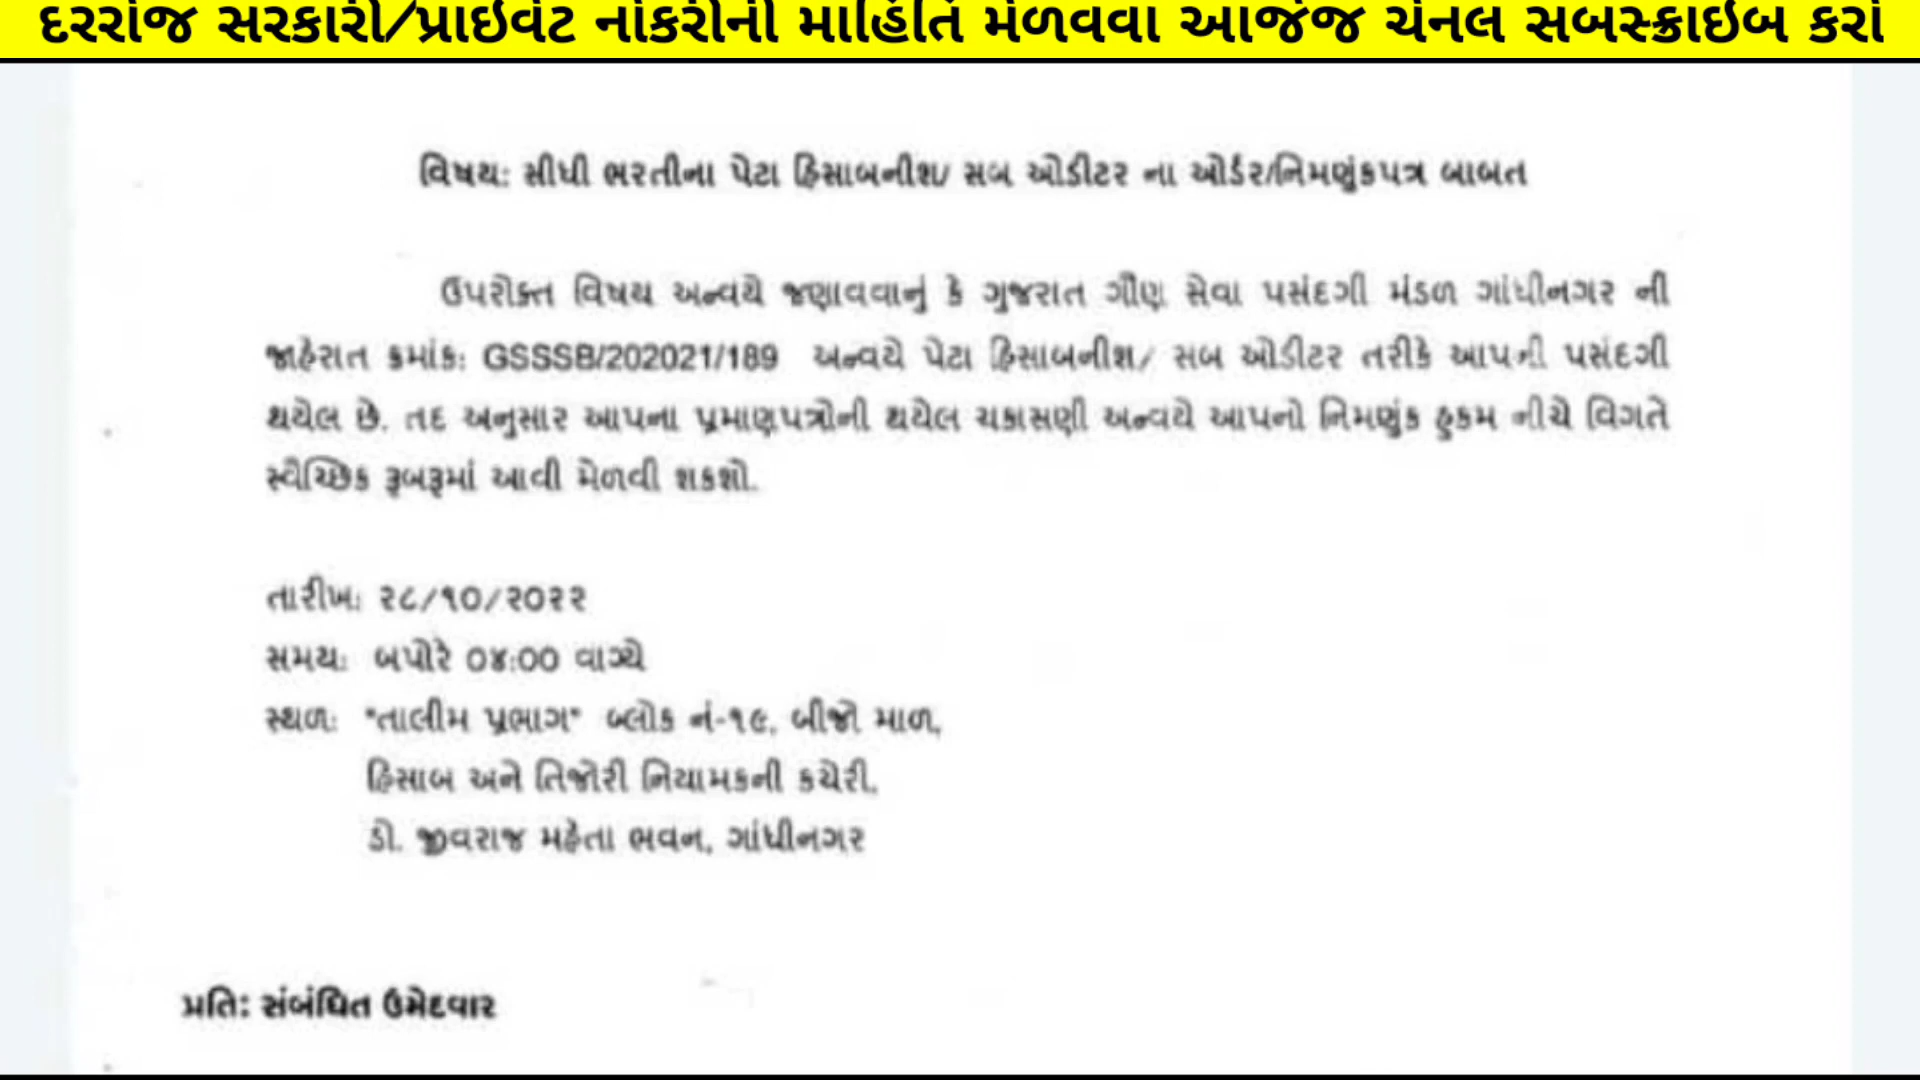 દરરોજ સરકારી/પ્રાઇવેટ નોકરીની માહિતિ મેળવવા આજેજ ચેનલ સબસ્ક્રાઇબ કરો
વિષય: સીધી ભરતીના પેટા હિસાબનીશ/ સબ ઓડીટર ના ઓર્ડર/નિમણુંકપત્ર બાબત
ઉપરોક્ત વિષય અન્વયે જણાવવાનું કે ગુજરાત ગૌણ સેવા પસંદગી મંડળ ગાંધીનગર ની
જાહેરાત ક્માંક: GSSSB/202021/189 અન્વયે પેટા હિસાબનીશ/ સબ ઓડીટર તરીકે આપની પસંદગી
થયેલ છે. તદ અનુસાર આપના પ્રમાણપત્રોની થયેલ ચકાસણી અન્વયે આપનો નિમણુંક હુકમ નીચે વિગતે
સ્વૈચ્છિક રૂબરૂમાં આવી મેળવી શકશો.
તારીખ: ૨૮/૧૦/૨૦૨૨
સમય: બપોરે ૦૪:૦૦ વાગ્યે
સ્થળ: "તાલીમ પ્રભાગ" બ્લોક નં-૧૯, બીજો માળ,
હિસાબ અને તિજોરી નિયામકની કચેરી,
ડો. જીવરાજ મહેતા ભવન, ગાંધીનગર
પ્રતિ: સંબંધિત ઉમેદવાર